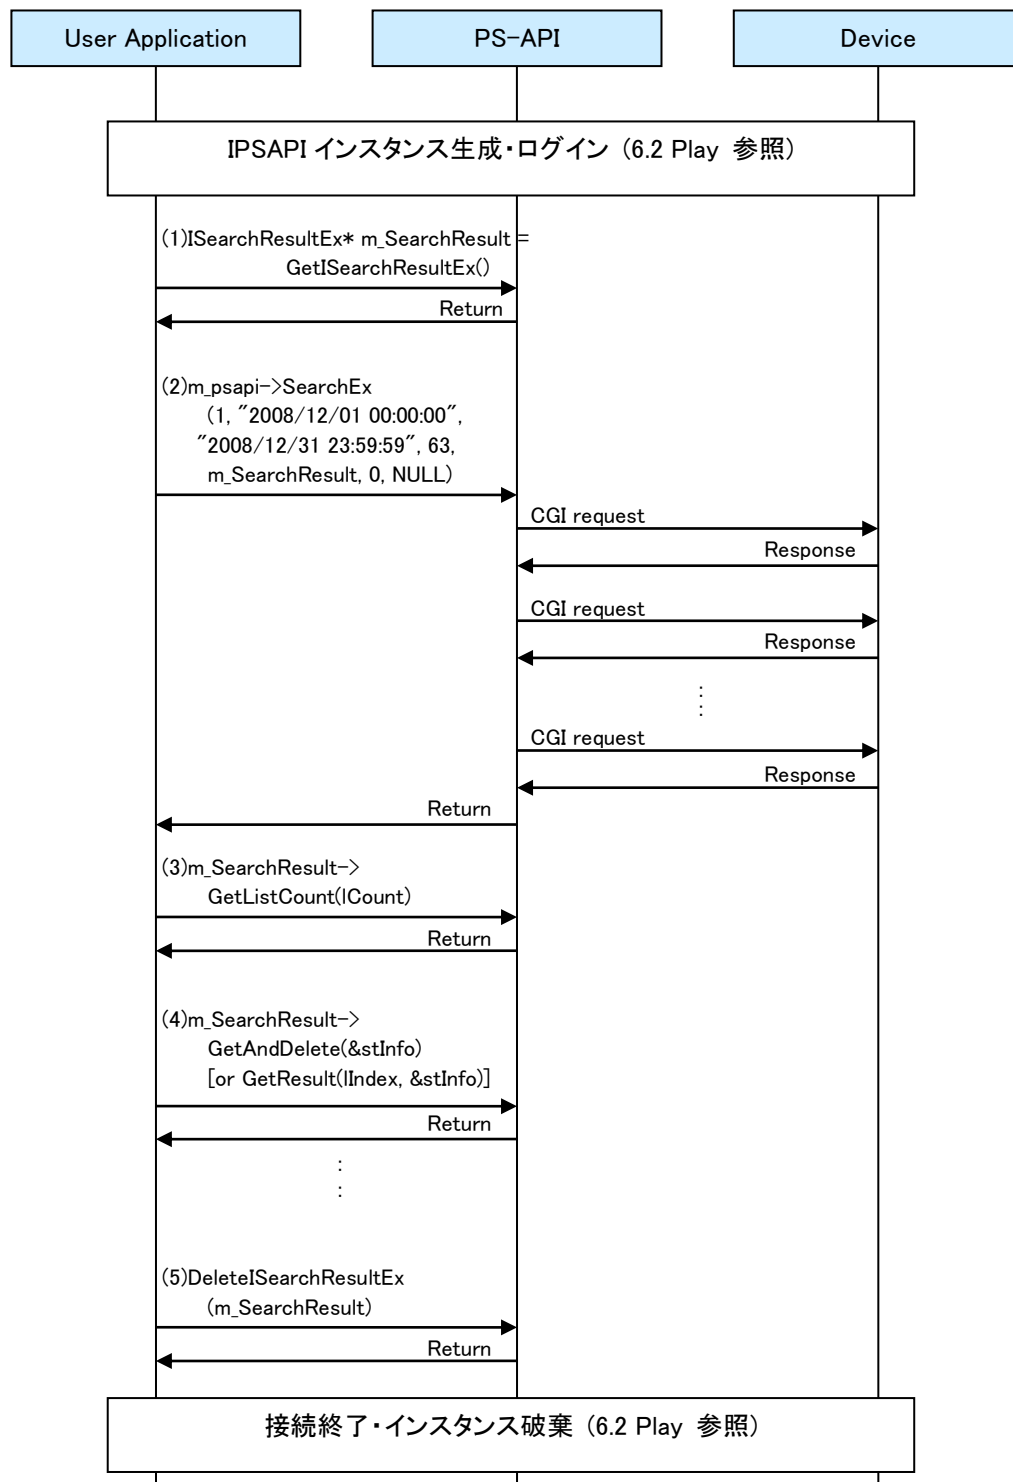 User Application
PS-API
Device
IPSAPI インスタンス生成・ログイン (6.2 Play 参照)
(1)ISearchResultEx* m_SearchResult =
GetISearchResultEx()
Return
(2)m_psapi->SearchEx
(1, "2008/12/01 00:00:00",
"2008/12/31 23:59:59", 63,
m_SearchResult, 0, NULL)
CGI request
Response
CGI request
Response
:
:
CGI request
Response
Return
(3)m_SearchResult->
GetListCount(lCount)
Return
(4)m_SearchResult->
GetAndDelete(&stInfo)
[or GetResult(lIndex, &stInfo)]
Return
:
:
(5)DeleteISearchResultEx
(m_SearchResult)
Return
接続終了・インスタンス破棄 (6.2 Play 参照)